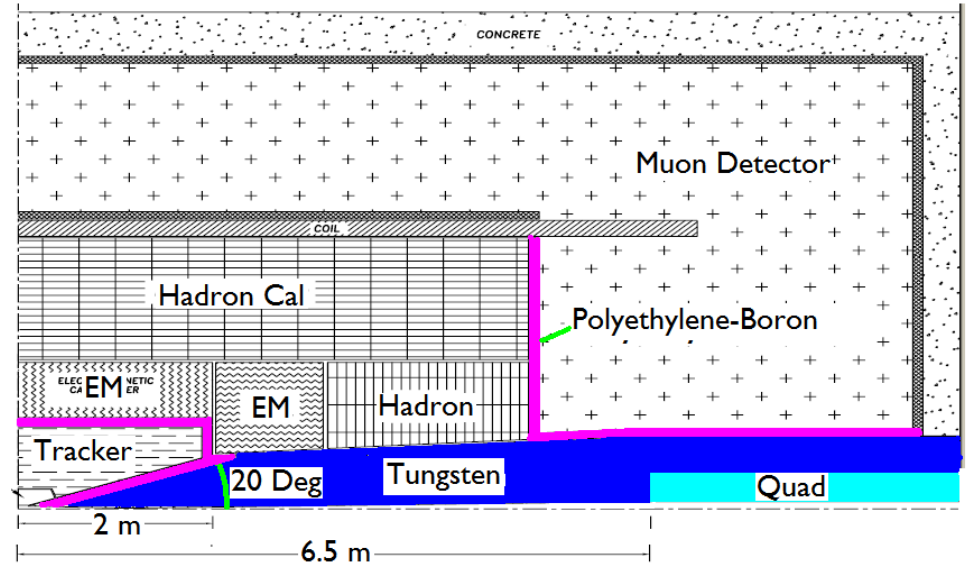 CONCRETE
Muon Detector
COIL
Hadron Cal
Polyethylene-Boron
EM
EM
Hadron
Tracker
20 Deg
Tungsten
Quad
2 m
6.5 m